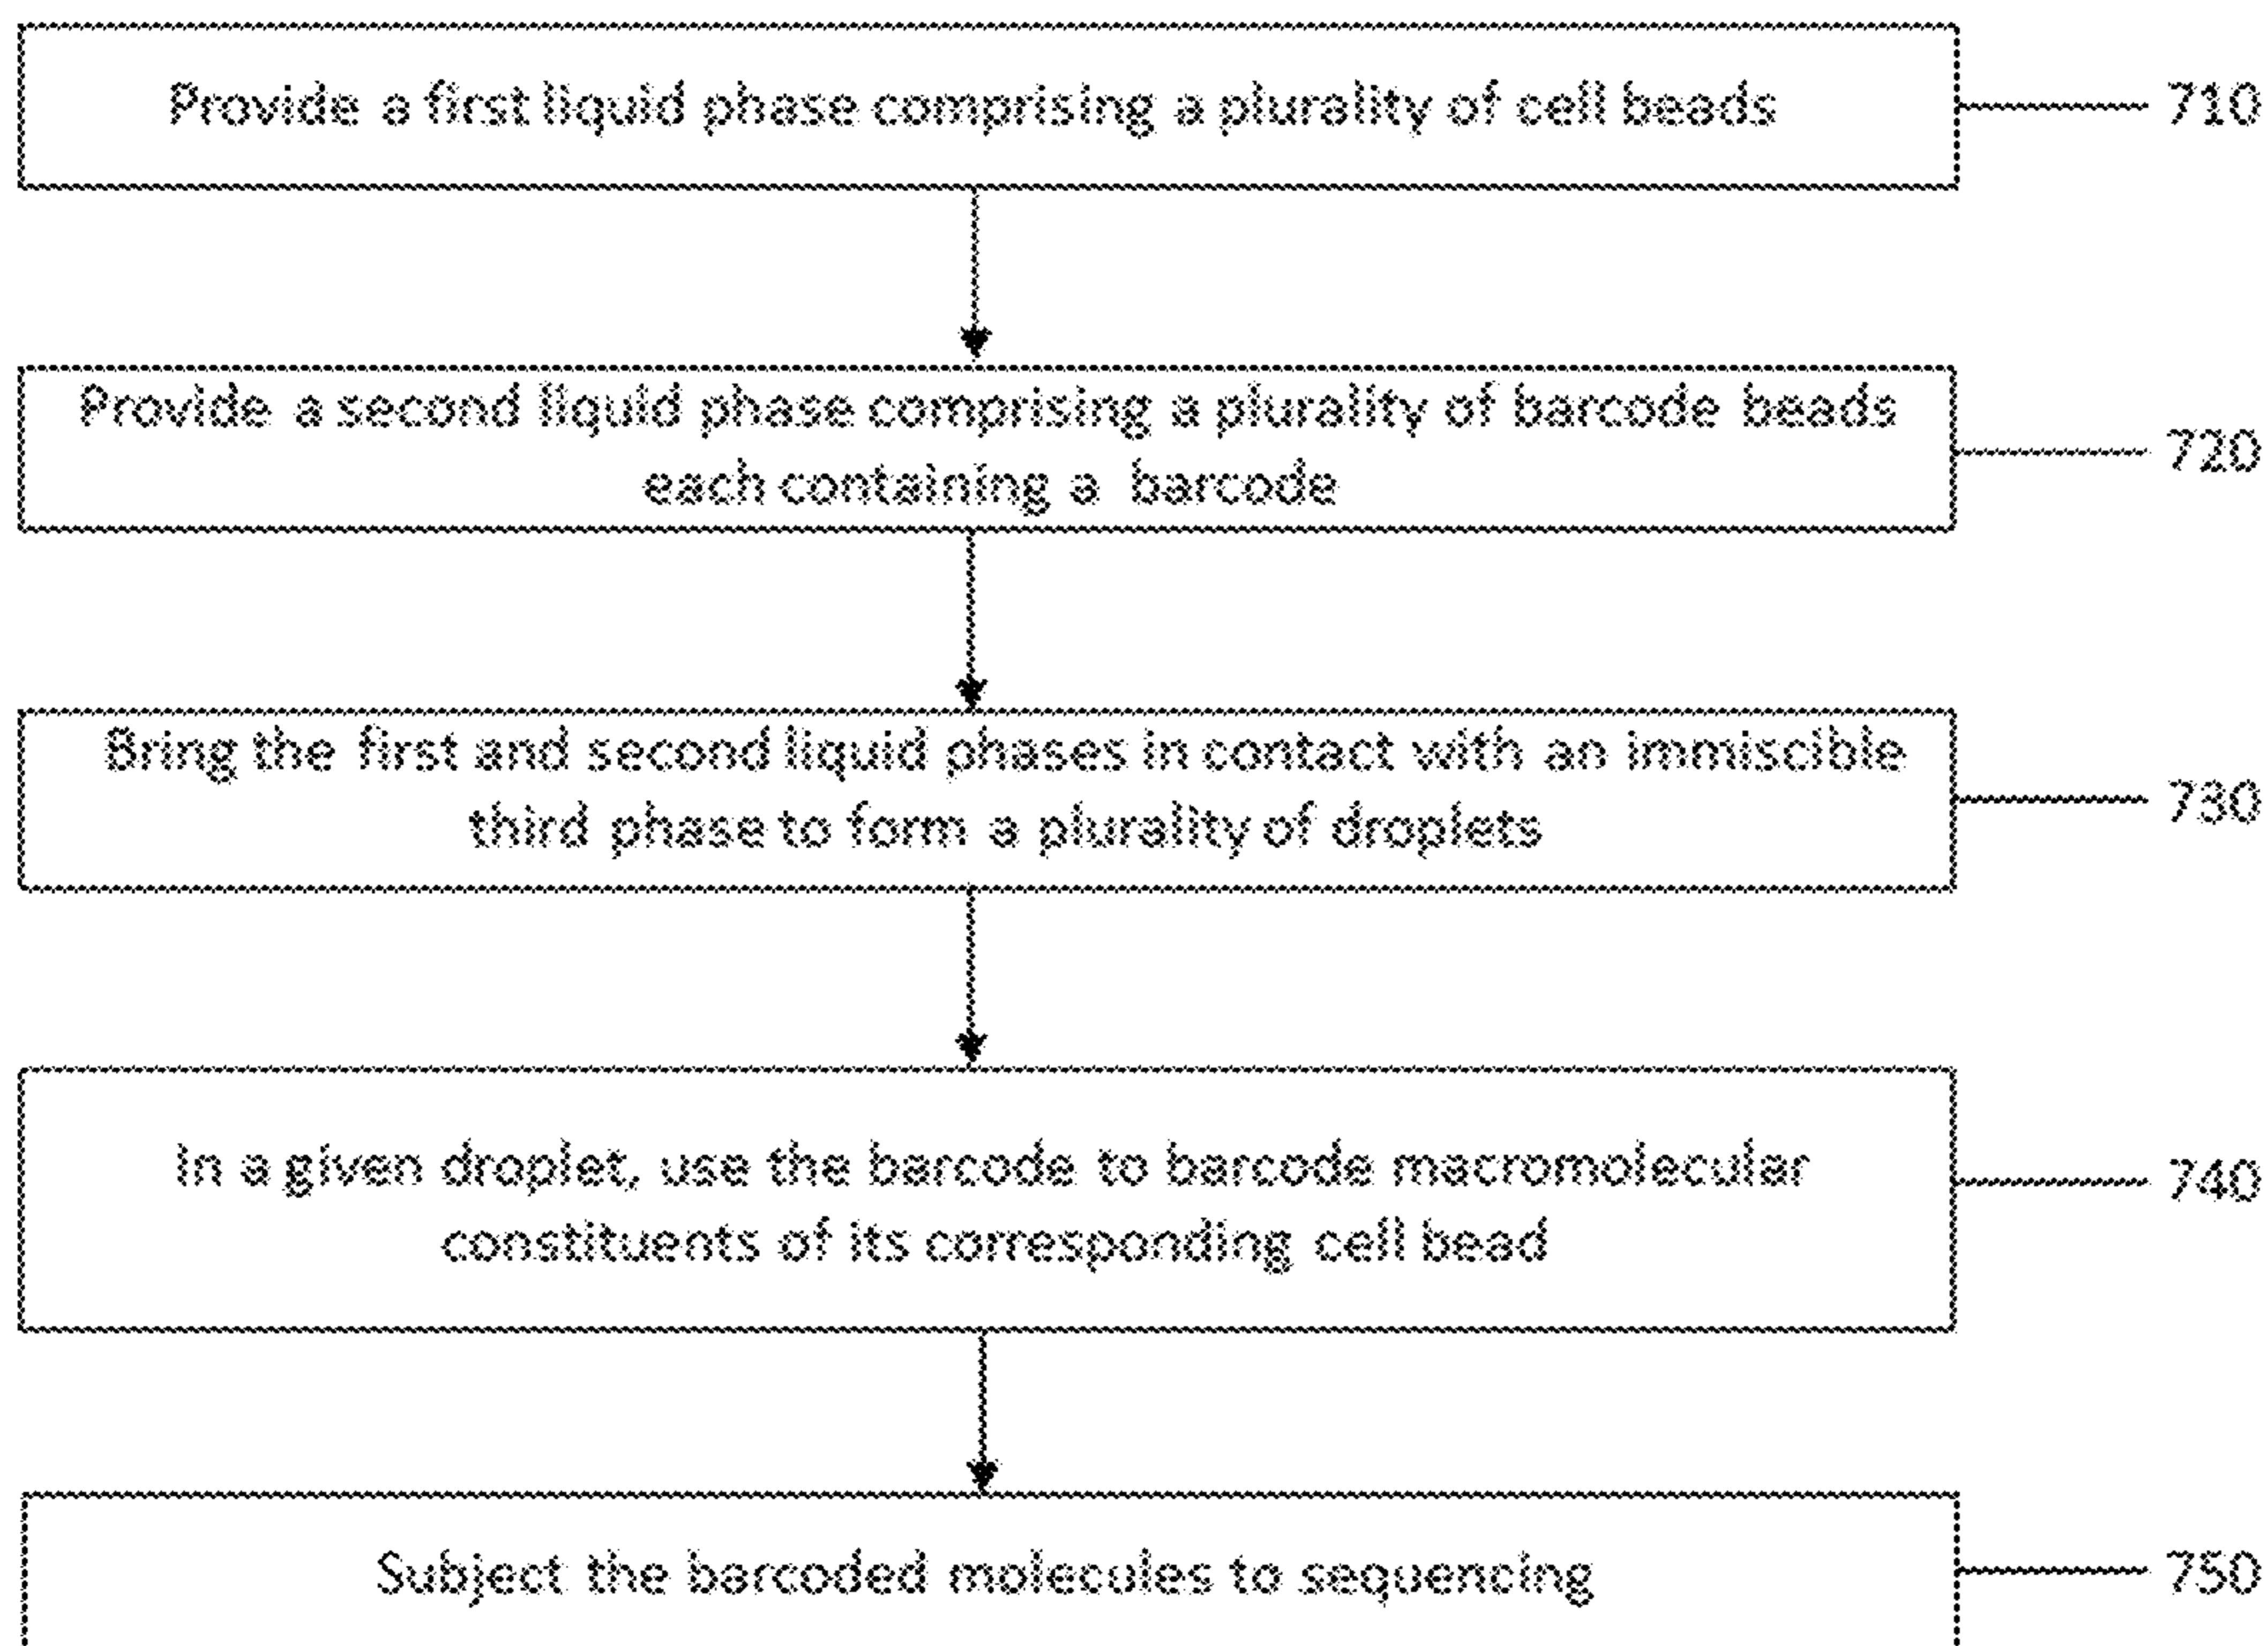 Provide a first liquid phase comprising a plurality of cell beads
710
Provide a second liquid phase comprising a plurality of barcode beads
each containing a barcode
720
Bring the first and second liquid phases in contact with an immiscible
third phase to form a plurality of droplets
730
In a given droplet, use the barcode to barcode macromolecular
constituents of its corresponding cell bead
740
Subject the barcoded molecules to sequencing
750